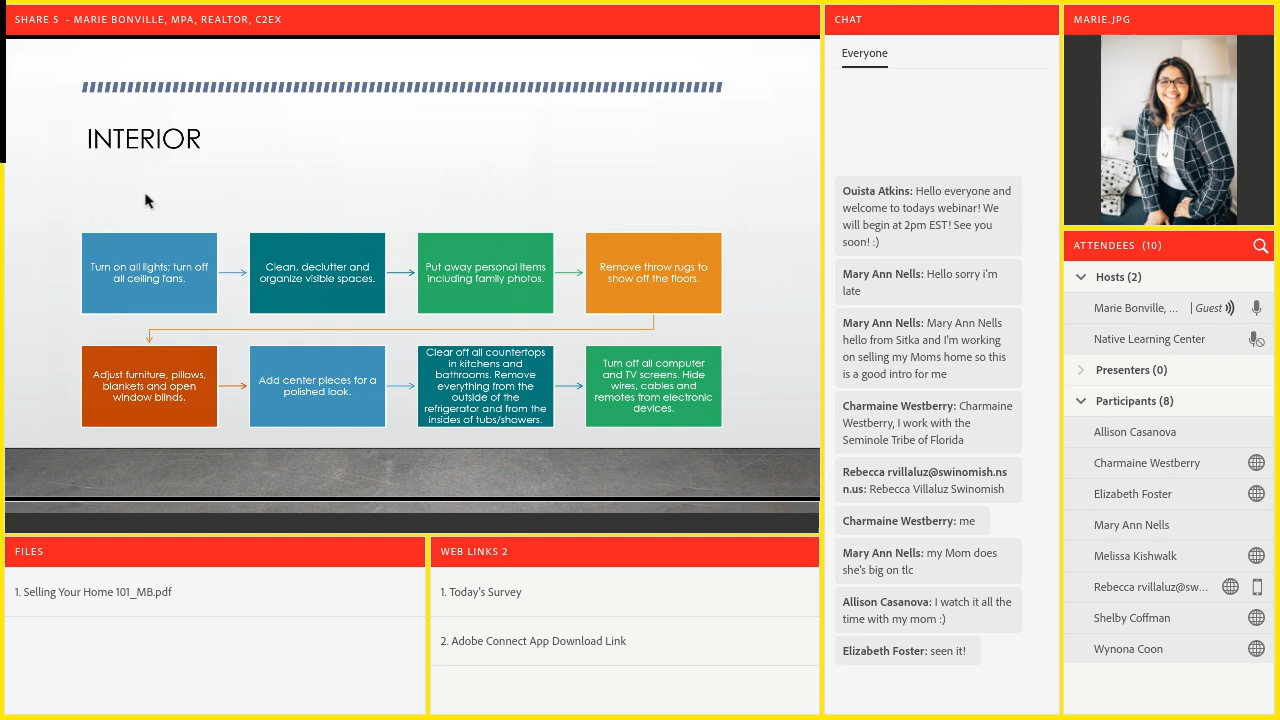 SHARE 5 - MARIE BONVILLE, MPA, REALTOR, C2EX
INTERIOR
Turn on all lights; turn off
all ceiling fans.
Clean, declutter and
organize visible spaces.
Put away personal items
including family photos.
Remove throw rugs to
show off the floors.
Adjust furniture, pillows,
blankets and open
window blinds.
Add center pieces for a
polished look.
Clear off all countertops
in kitchens and
bathrooms. Remove
everything from the
outside of the
refrigerator and from the
insides of tubs/showers.
Turn off all computer
and TV screens. Hide
wires, cables and
remotes from electronic
devices.
FILES
1. Selling Your Home 101_MB.pdf
WEB LINKS 2
1. Today's Survey
2. Adobe Connect App Download Link
CHAT
Everyone
Ouista Atkins: Hello everyone and
welcome to todays webinar! We
will begin at 2pm EST! See you
soon! :)
Mary Ann Nells: Hello sorry i'm
late
Mary Ann Nells: Mary Ann Nells
hello from Sitka and I'm working
on selling my Moms home so this
is a good intro for me
Charmaine Westberry: Charmaine
Westberry, I work with the
Seminole Tribe of Florida
Rebecca rvillaluz@swinomish.ns
n.us: Rebecca Villaluz Swinomish
Charmaine Westberry: me
Mary Ann Nells: my Mom does
she's big on tlc
Allison Casanova: I watch it all the
time with my mom :)
Elizabeth Foster: seen it!
MARIE.JPG
ATTENDEES (10)
Hosts (2)
Marie Bonville, ... | Guest
Native Learning Center
Presenters (0)
Participants (8)
Allison Casanova
Charmaine Westberry
Elizabeth Foster
Mary Ann Nells
Melissa Kishwalk
Rebecca rvillaluz@sw...
Shelby Coffman
Wynona Coon